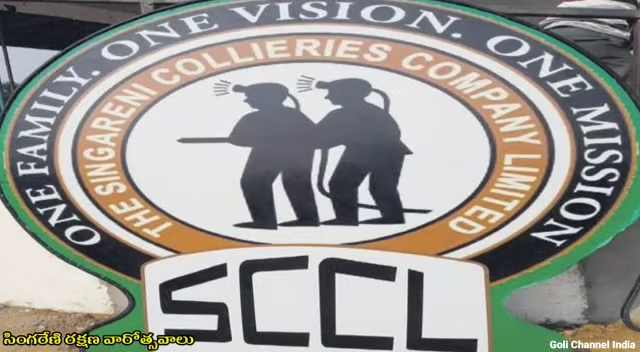 ONE FAMILY. ONE VISION. ONE MISSION
THE SINGARENI COLLIERIES COMPANY LIMITED
SCCL
సింగరేణి రక్షణ వారోత్సవాలు
Goli Channel India